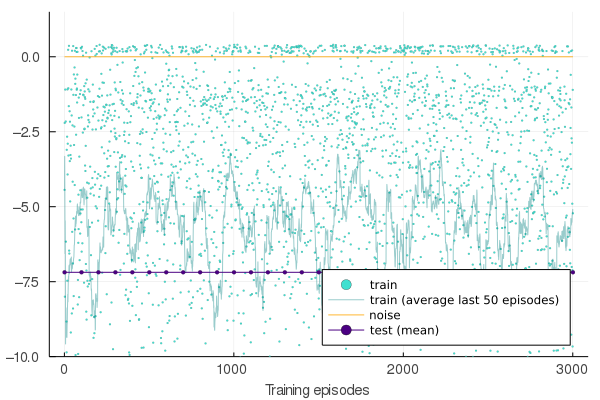 0.0
−2.5
−5.0
−7.5
−10.0
0
1000
2000
3000
Training episodes
train
train (average last 50 episodes)
noise
test (mean)